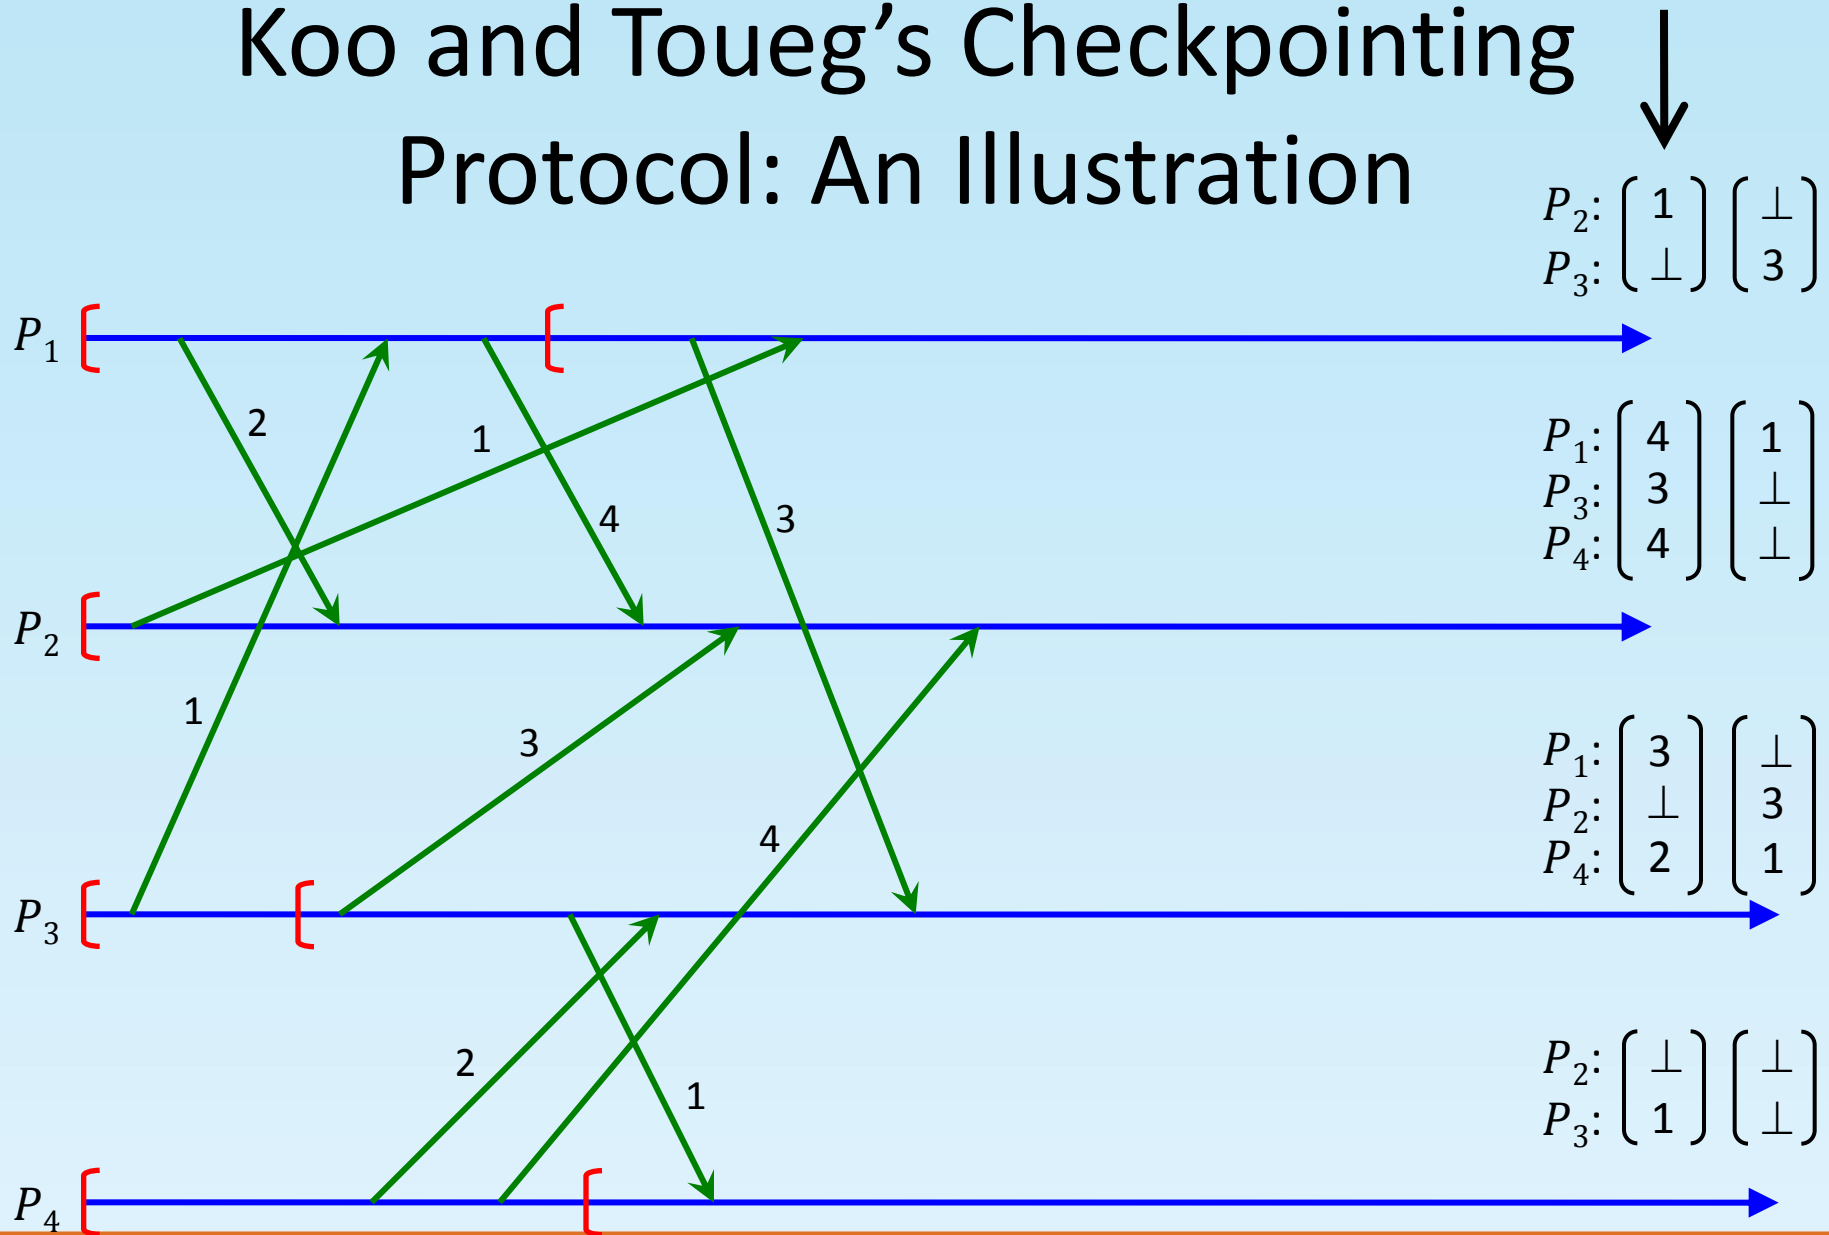 Koo and Toueg’s Checkpointing
Protocol: An Illustration
P2: 1 ⊥
P3: ⊥ 3
P1
2
1
4
3
P1: 4 1
P3: 3 ⊥
P4: 4 ⊥
P2
1
3
4
P1: 3 ⊥
P2: ⊥ 3
P4: 2 1
P3
2
1
P2: ⊥ ⊥
P3: 1 ⊥
P4